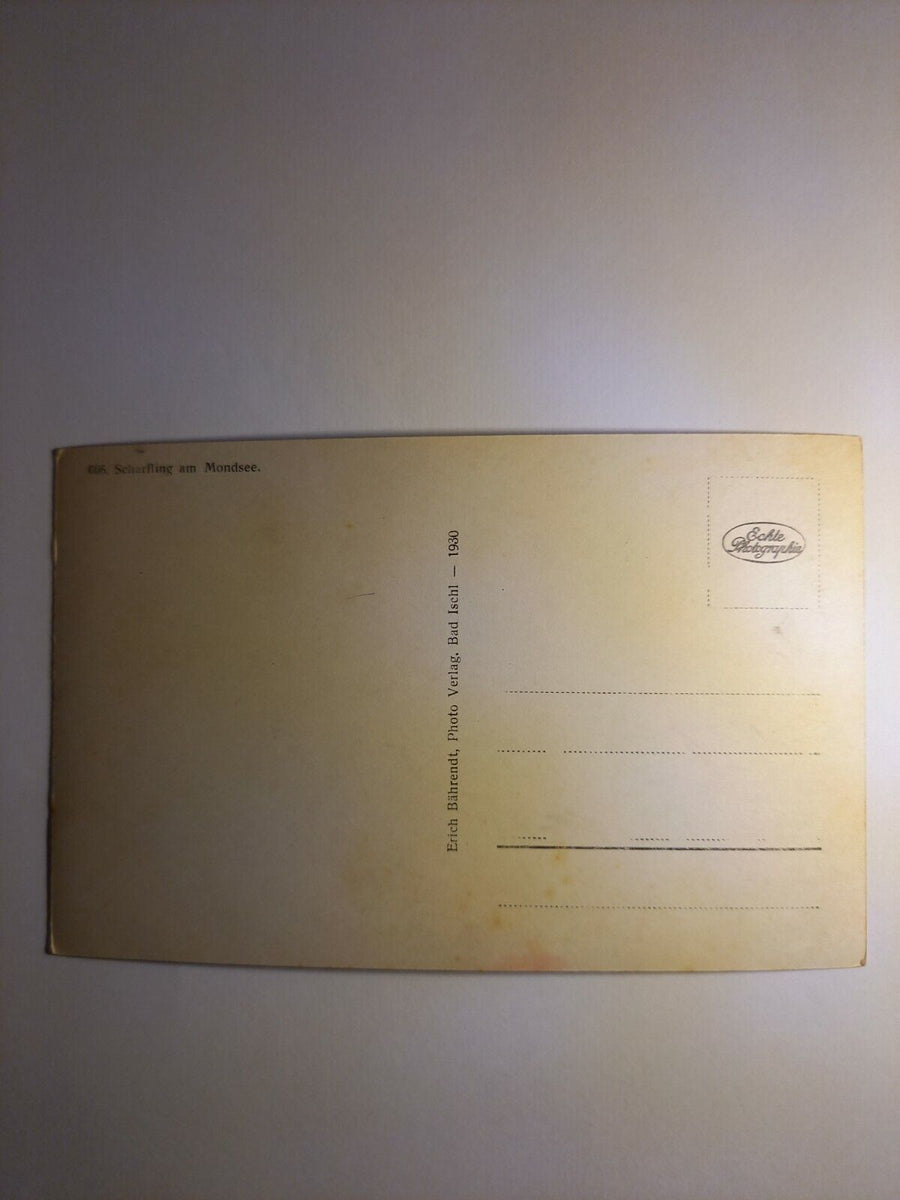 Scharfling am Mondsee.
Erich Bährendt, Photo Verlag, Bad Ischl — 1930
Echte
Photographie